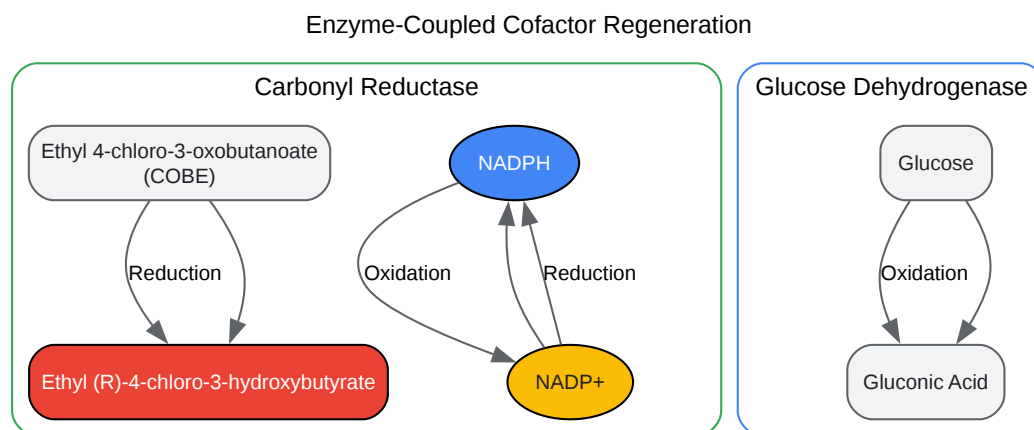 Enzyme-Coupled Cofactor Regeneration
Carbonyl Reductase
Glucose Dehydrogenase
Ethyl 4-chloro-3-oxobutanoate
(COBE)
NADPH
Glucose
Reduction
Oxidation
Reduction
Oxidation
Ethyl (R)-4-chloro-3-hydroxybutyrate
NADP+
Gluconic Acid